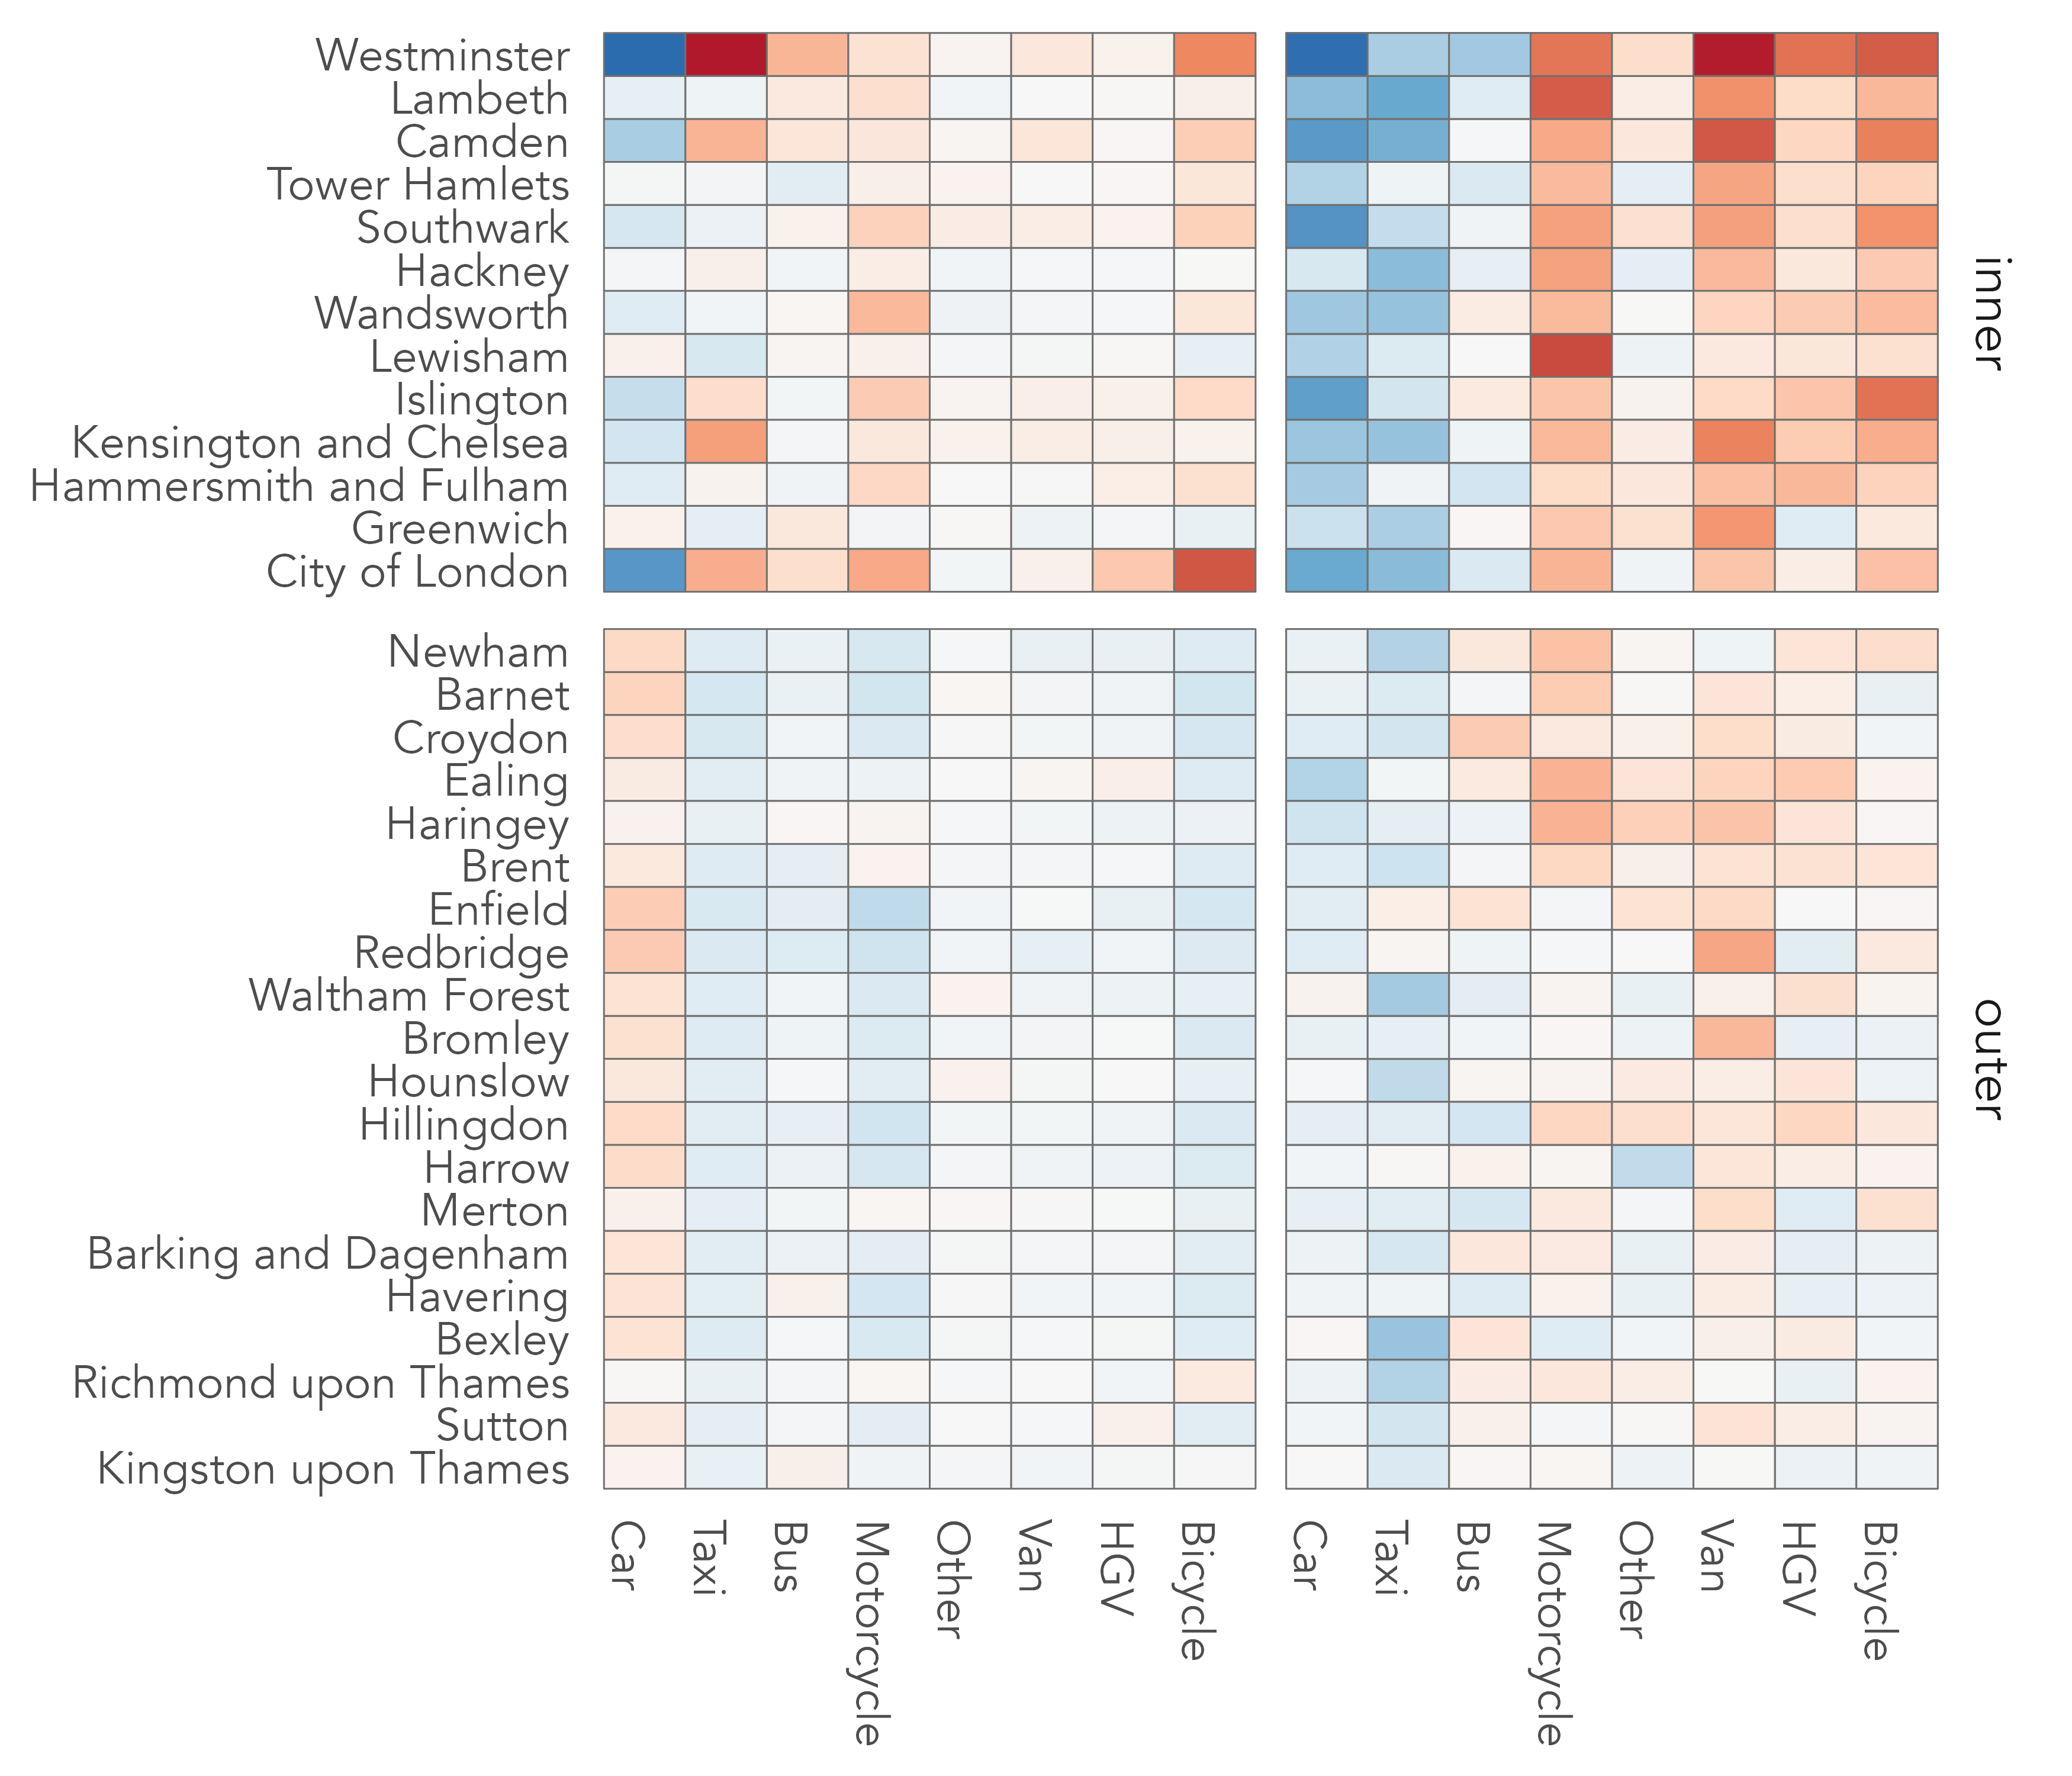 Westminster
Lambeth
Camden
Tower Hamlets
Southwark
Hackney
Wandsworth
Lewisham
Islington
Kensington and Chelsea
Hammersmith and Fulham
Greenwich
City of London
inner
Newham
Barnet
Croydon
Ealing
Haringey
Brent
Enfield
Redbridge
Waltham Forest
Bromley
Hounslow
Hillingdon
Harrow
Merton
Barking and Dagenham
Havering
Bexley
Richmond upon Thames
Sutton
Kingston upon Thames
outer
Car
Taxi
Bus
Motorcycle
Other
Van
HGV
Bicycle
Car
Taxi
Bus
Motorcycle
Other
Van
HGV
Bicycle